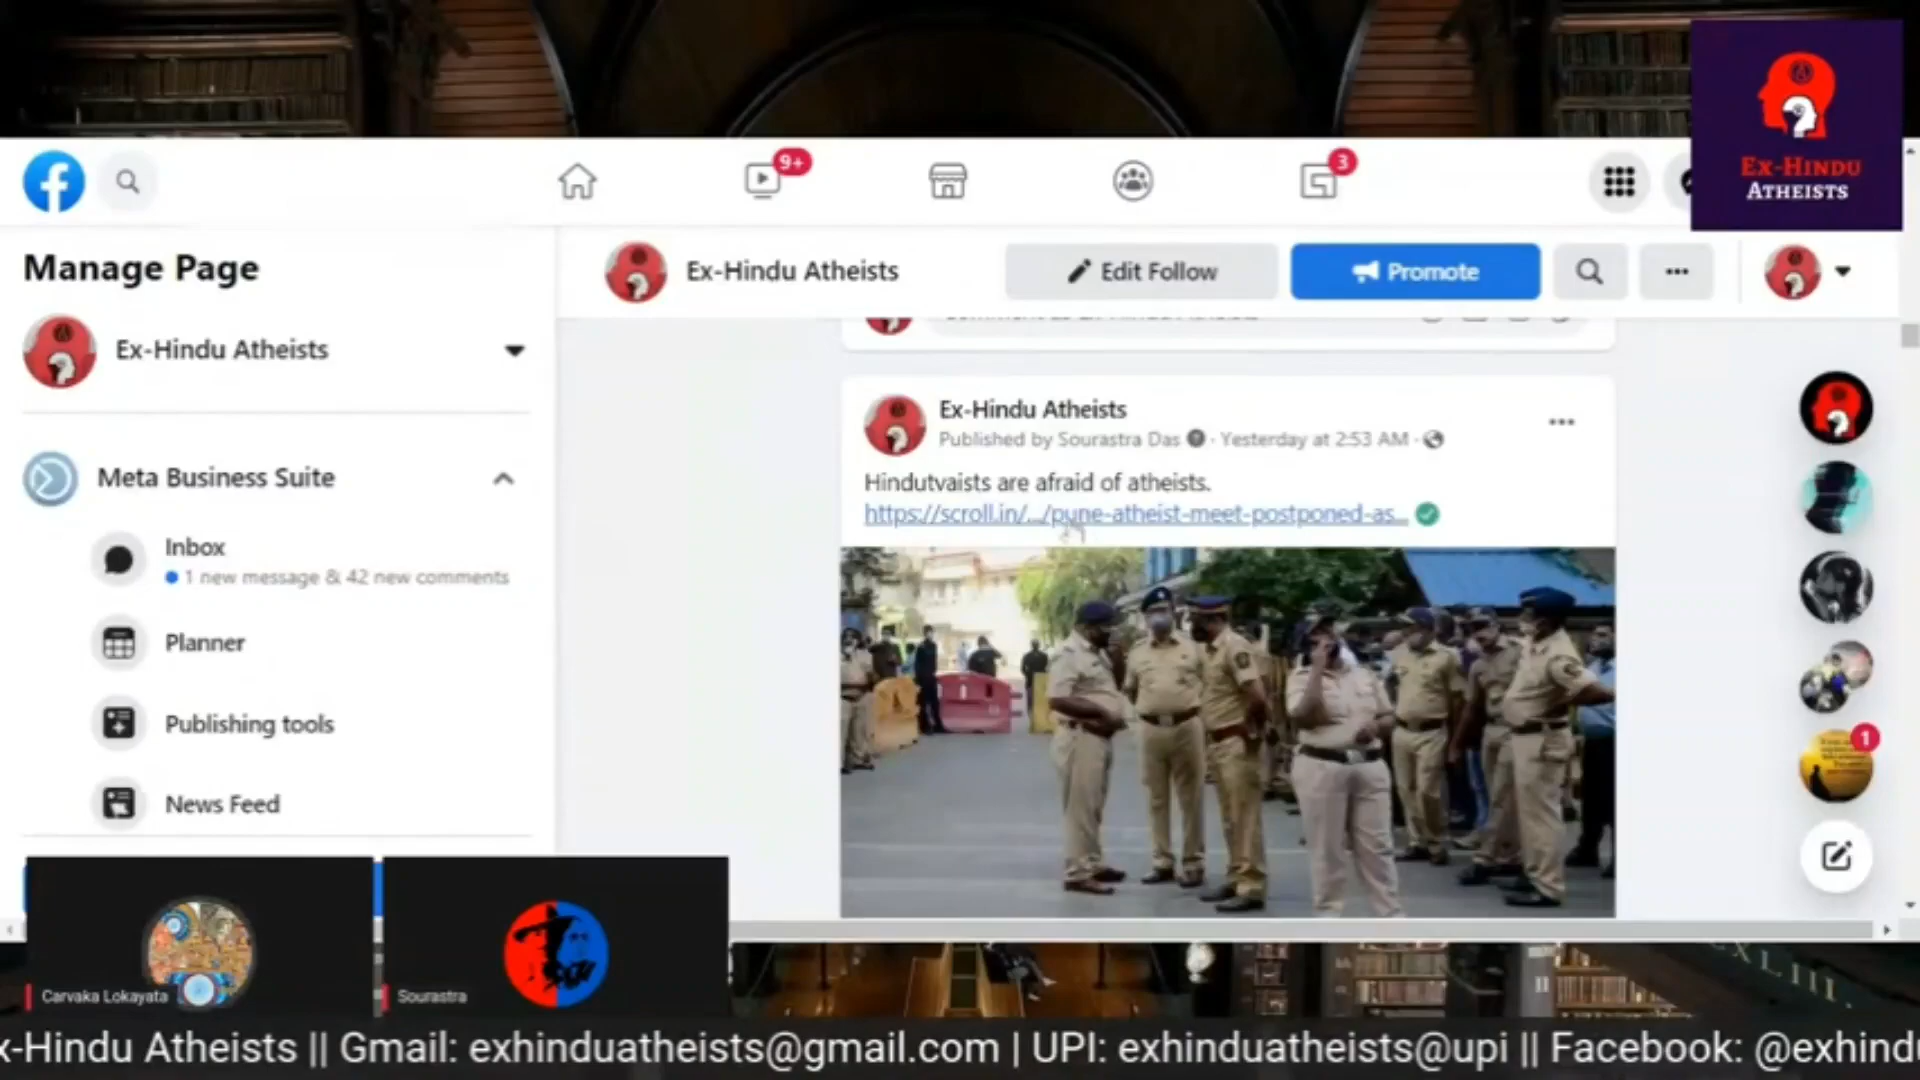 9+
3
Ex-Hindu
Atheists
Manage Page
Ex-Hindu Atheists
Edit Follow
Promote
Ex-Hindu Atheists
Meta Business Suite
Inbox
1 new message & 42 new comments
Planner
Publishing tools
News Feed
Ex-Hindu Atheists
Published by Sourastra Das · Yesterday at 2:53 AM ·
Hindutvaists are afraid of atheists.
https://scroll.in/.../pune-atheist-meet-postponed-as...
1
Carvaka Lokayata
Sourastra
XLIII.
x-Hindu Atheists || Gmail: exhinduatheists@gmail.com | UPI: exhinduatheists@upi || Facebook: @exhindu